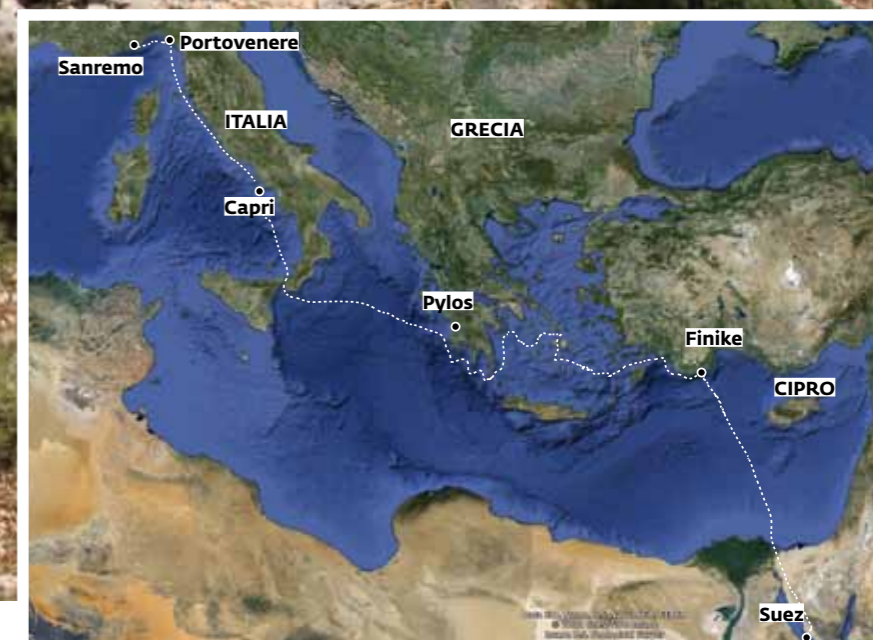 Portovenere
Sanremo
ITALIA
GRECIA
Capri
Pylos
Finike
CIPRO
Suez